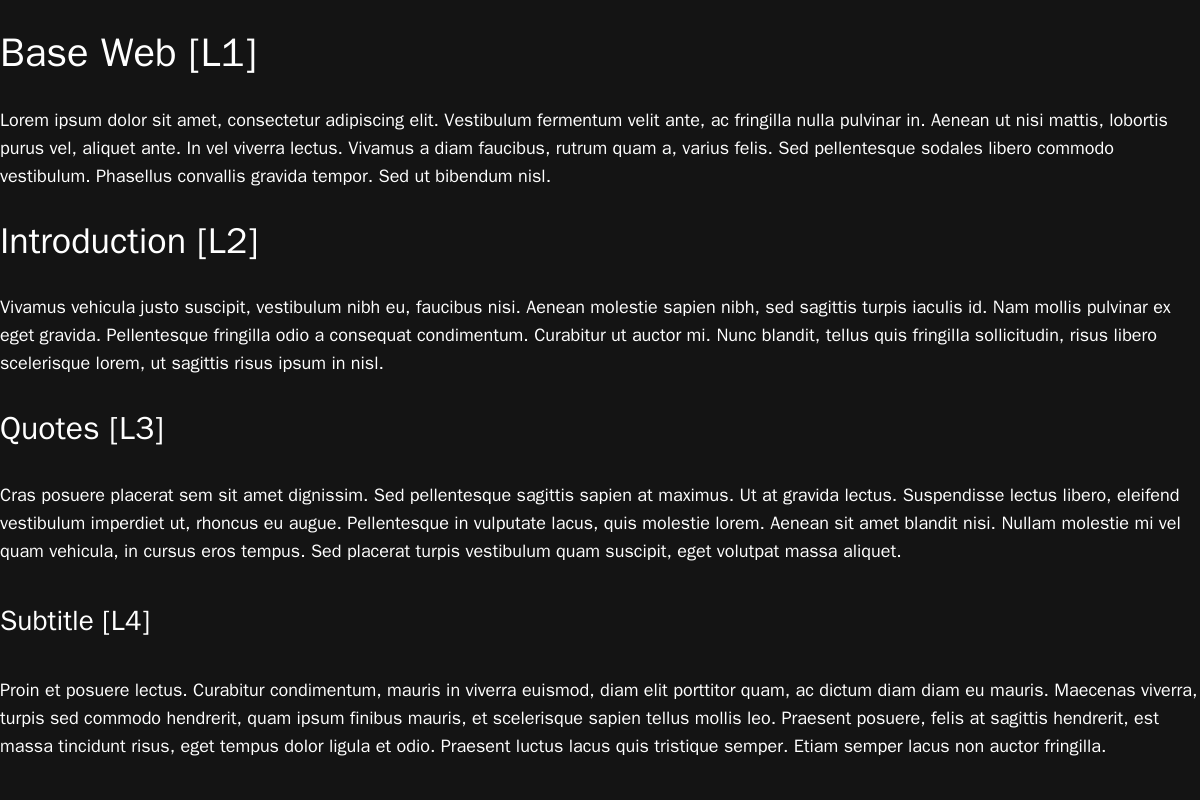 Base Web [L1]
Lorem ipsum dolor sit amet, consectetur adipiscing elit. Vestibulum fermentum velit ante, ac fringilla nulla pulvinar in. Aenean ut nisi mattis, lobortis
purus vel, aliquet ante. In vel viverra lectus. Vivamus a diam faucibus, rutrum quam a, varius felis. Sed pellentesque sodales libero commodo
vestibulum. Phasellus convallis gravida tempor. Sed ut bibendum nisl.
Introduction [L2]
Vivamus vehicula justo suscipit, vestibulum nibh eu, faucibus nisi. Aenean molestie sapien nibh, sed sagittis turpis iaculis id. Nam mollis pulvinar ex
eget gravida. Pellentesque fringilla odio a consequat condimentum. Curabitur ut auctor mi. Nunc blandit, tellus quis fringilla sollicitudin, risus libero
scelerisque lorem, ut sagittis risus ipsum in nisl.
Quotes [L3]
Cras posuere placerat sem sit amet dignissim. Sed pellentesque sagittis sapien at maximus. Ut at gravida lectus. Suspendisse lectus libero, eleifend
vestibulum imperdiet ut, rhoncus eu augue. Pellentesque in vulputate lacus, quis molestie lorem. Aenean sit amet blandit nisi. Nullam molestie mi vel
quam vehicula, in cursus eros tempus. Sed placerat turpis vestibulum quam suscipit, eget volutpat massa aliquet.
Subtitle [L4]
Proin et posuere lectus. Curabitur condimentum, mauris in viverra euismod, diam elit porttitor quam, ac dictum diam diam eu mauris. Maecenas viverra,
turpis sed commodo hendrerit, quam ipsum finibus mauris, et scelerisque sapien tellus mollis leo. Praesent posuere, felis at sagittis hendrerit, est
massa tincidunt risus, eget tempus dolor ligula et odio. Praesent luctus lacus quis tristique semper. Etiam semper lacus non auctor fringilla.